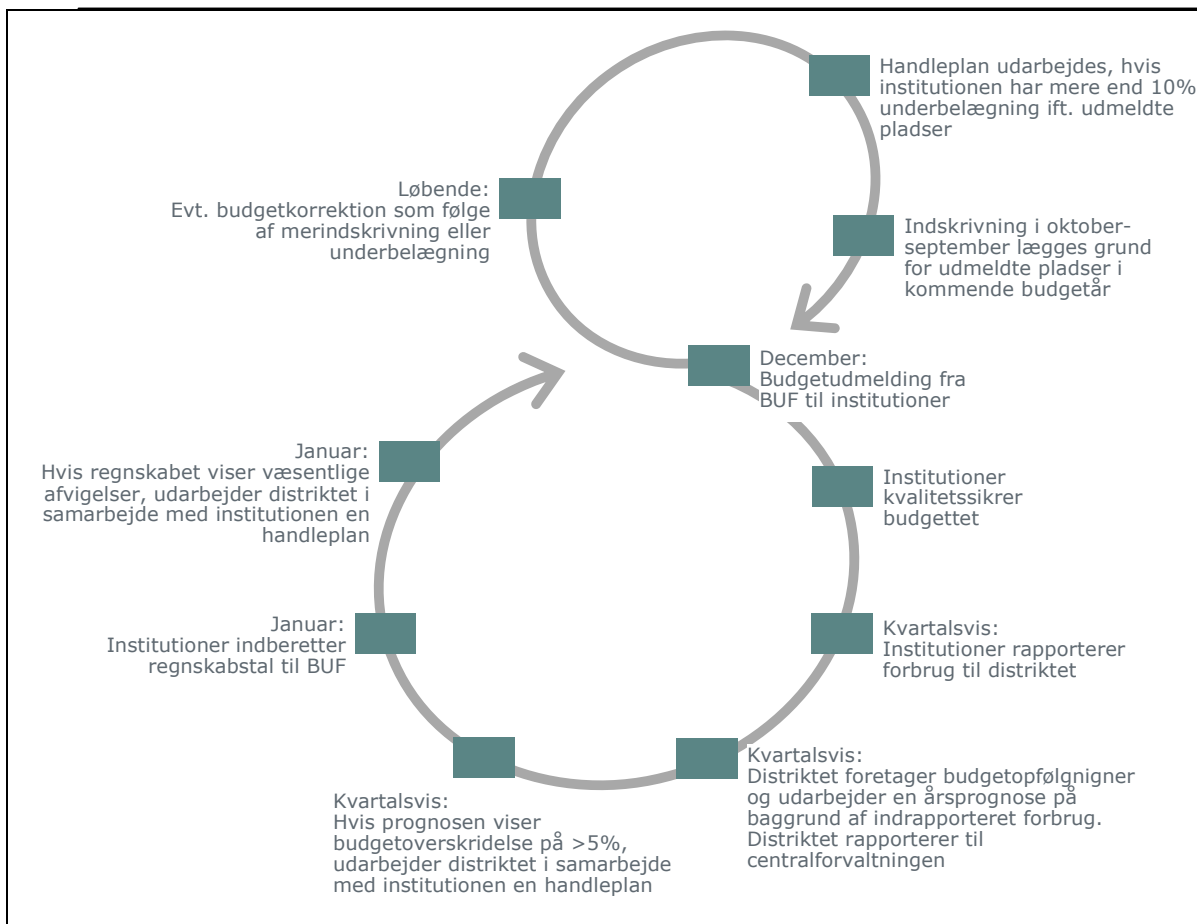 Handleplan udarbejdes, hvis
institutionen har mere end 10%
underbelægning ift. udmeldte
pladser
Løbende:
Evt. budgetkorrektion som følge
af merindskrivning eller
underbelægning
Indskrivning i oktober-
september lægges grund
for udmeldte pladser i
kommende budgetår
December:
Budgetudmelding fra
BUF til institutioner
Januar:
Hvis regnskabet viser væsentlige
afvigelser, udarbejder distriktet i
samarbejde med institutionen en
handleplan
Institutioner
kvalitetssikrer
budgettet
Januar:
Institutioner indberetter
regnskabstal til BUF
Kvartalsvis:
Institutioner rapporterer
forbrug til distriktet
Kvartalsvis:
Distriktet foretager budgetopfølgnigner
og udarbejder en årsprognose på
baggrund af indrapporteret forbrug.
Distriktet rapporterer til
centralforvaltningen
Kvartalsvis:
Hvis prognosen viser
budgetoverskridelse på >5%,
udarbejder distriktet i samarbejde
med institutionen en handleplan